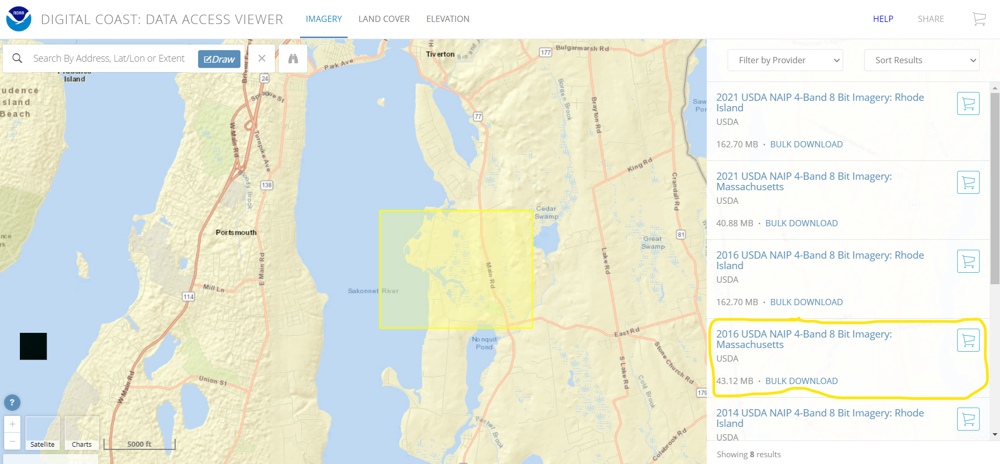 NOAA
DIGITAL COAST: DATA ACCESS VIEWER
IMAGERY
LAND COVER
ELEVATION
HELP
SHARE
Search By Address, Lat/Lon or Extent
Draw
Filter by Provider
Sort Results
2021 USDA NAIP 4-Band 8 Bit Imagery: Rhode
Island
USDA
162.70 MB • BULK DOWNLOAD
2021 USDA NAIP 4-Band 8 Bit Imagery:
Massachusetts
USDA
40.88 MB • BULK DOWNLOAD
2016 USDA NAIP 4-Band 8 Bit Imagery: Rhode
Island
USDA
162.70 MB • BULK DOWNLOAD
2016 USDA NAIP 4-Band 8 Bit Imagery:
Massachusetts
USDA
43.12 MB • BULK DOWNLOAD
2014 USDA NAIP 4-Band 8 Bit Imagery: Rhode
Island
USDA
Showing 8 results
Island
udence
sland
Beach
Tiverton
Sin and
177
Bulgarmarsh Rd
Park Ave
24
Sprague St
W Main Rd
Turnpike Ave
138
77
Borden Brook
Brayton Rd
King Rd
Crandall Rd
Cedar
Swamp
Great
Swamp
81
Portsmouth
E Main Rd
Mill Ln
114
Sakonnet River
Main Rd
Lake Rd
East Rd
Nonquit
Pond
S Lake Rd
Stone Church Rd
Cold Brook
179
Union St
W Main Rd
Pachet Brook
Colebrook Rd
?
+
−
Satellite
Charts
5000 ft